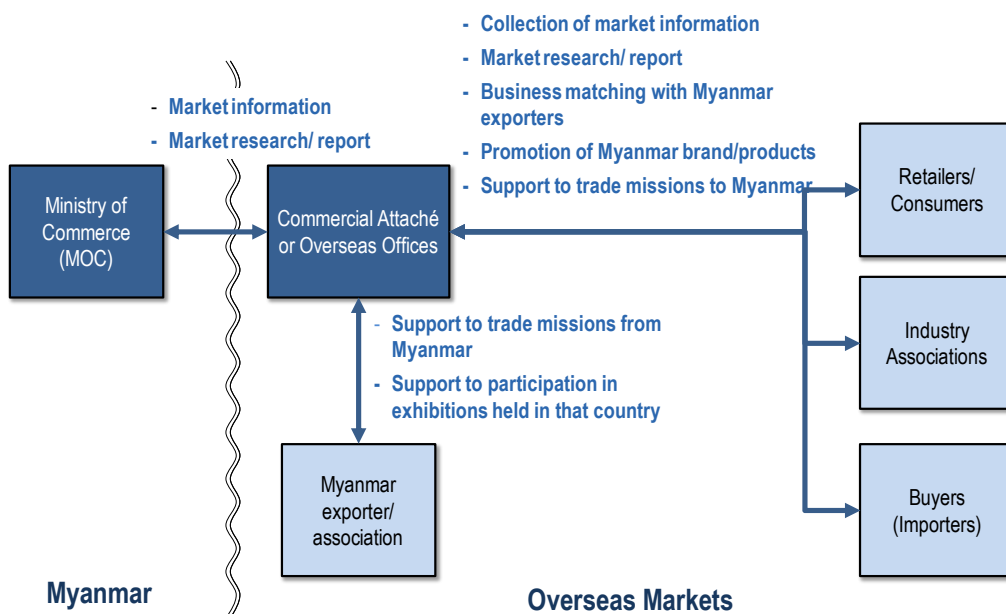 - Collection of market information
- Market research/ report
- Business matching with Myanmar
exporters
- Promotion of Myanmar brand/products
- Support to trade missions to Myanmar
- Market information
- Market research/ report
Ministry of
Commerce
(MOC)
Commercial Attaché
or Overseas Offices
Retailers/
Consumers
Industry
Associations
Buyers
(Importers)
- Support to trade missions from
Myanmar
- Support to participation in
exhibitions held in that country
Myanmar
exporter/
association
Myanmar
Overseas Markets